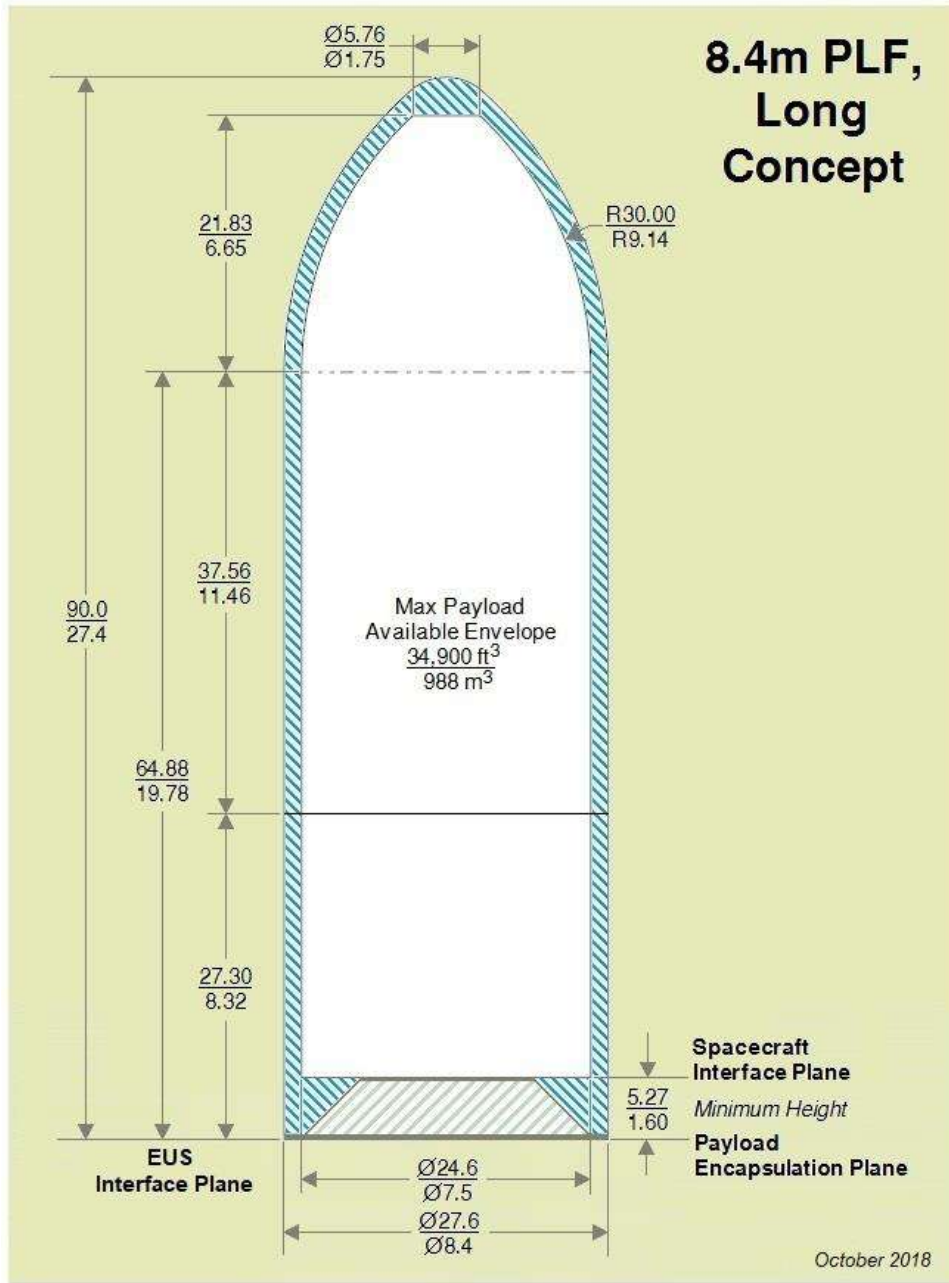 8.4m PLF,
Long
Concept
Ø5.76
Ø1.75
21.83
6.65
R30.00
R9.14
37.56
11.46
90.0
27.4
Max Payload
Available Envelope
34,900 ft³
988 m³
64.88
19.78
27.30
8.32
Spacecraft
Interface Plane
5.27
1.60
Minimum Height
Payload
Encapsulation Plane
EUS
Interface Plane
Ø24.6
Ø7.5
Ø27.6
Ø8.4
October 2018